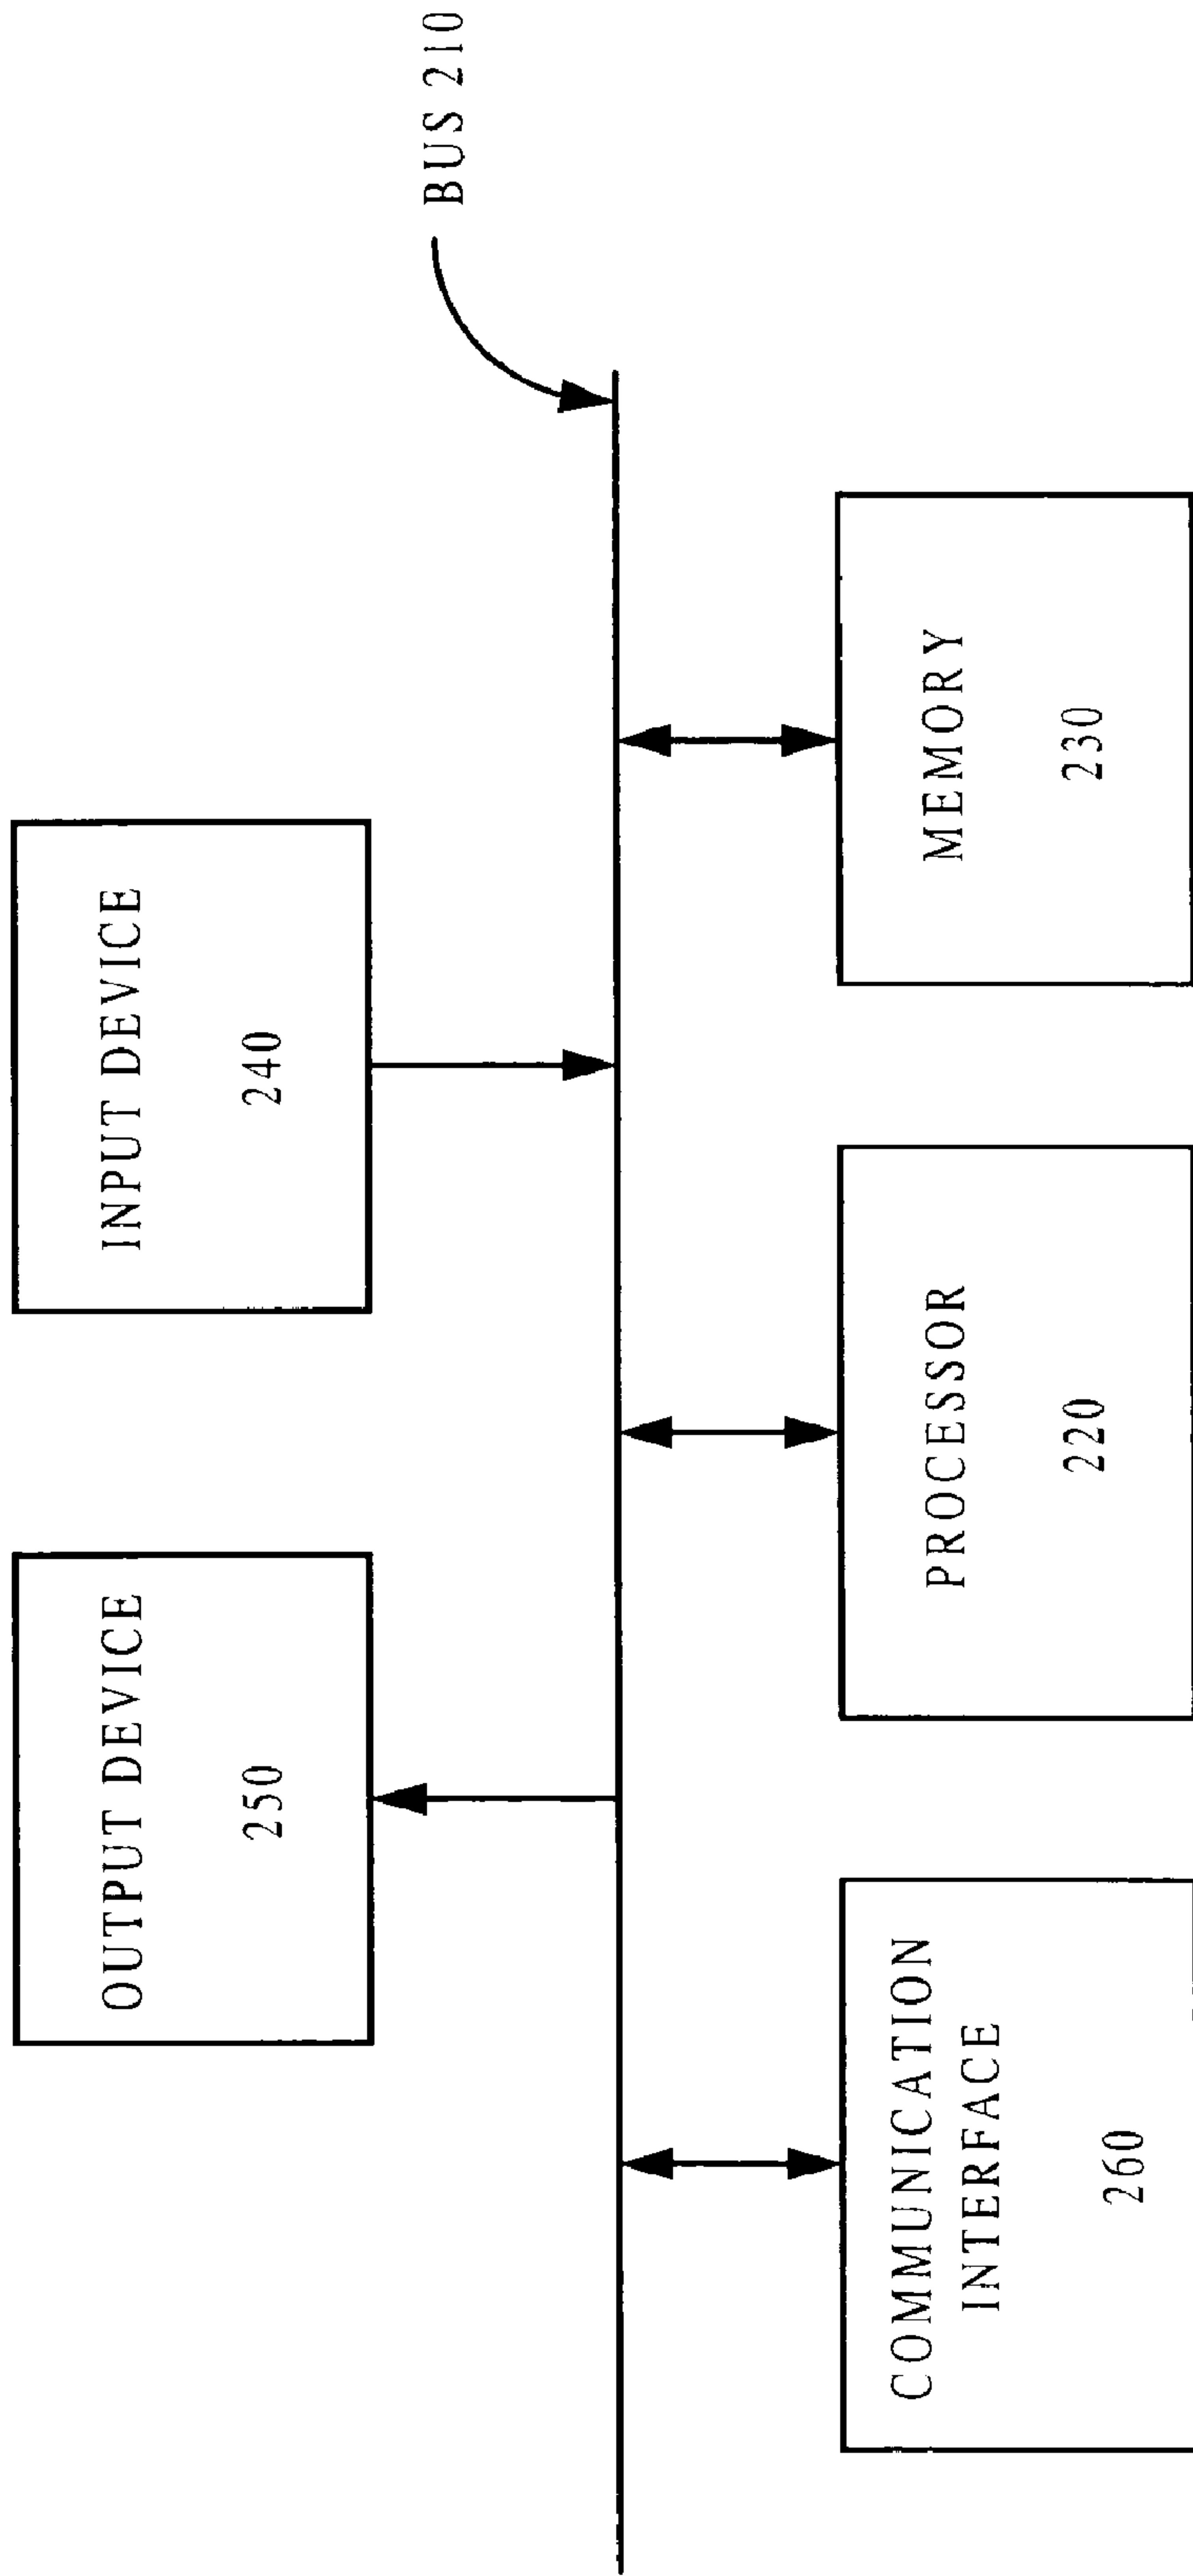 OUTPUT DEVICE
250
INPUT DEVICE
240
BUS 210
COMMUNICATION
INTERFACE
260
PROCESSOR
220
MEMORY
230